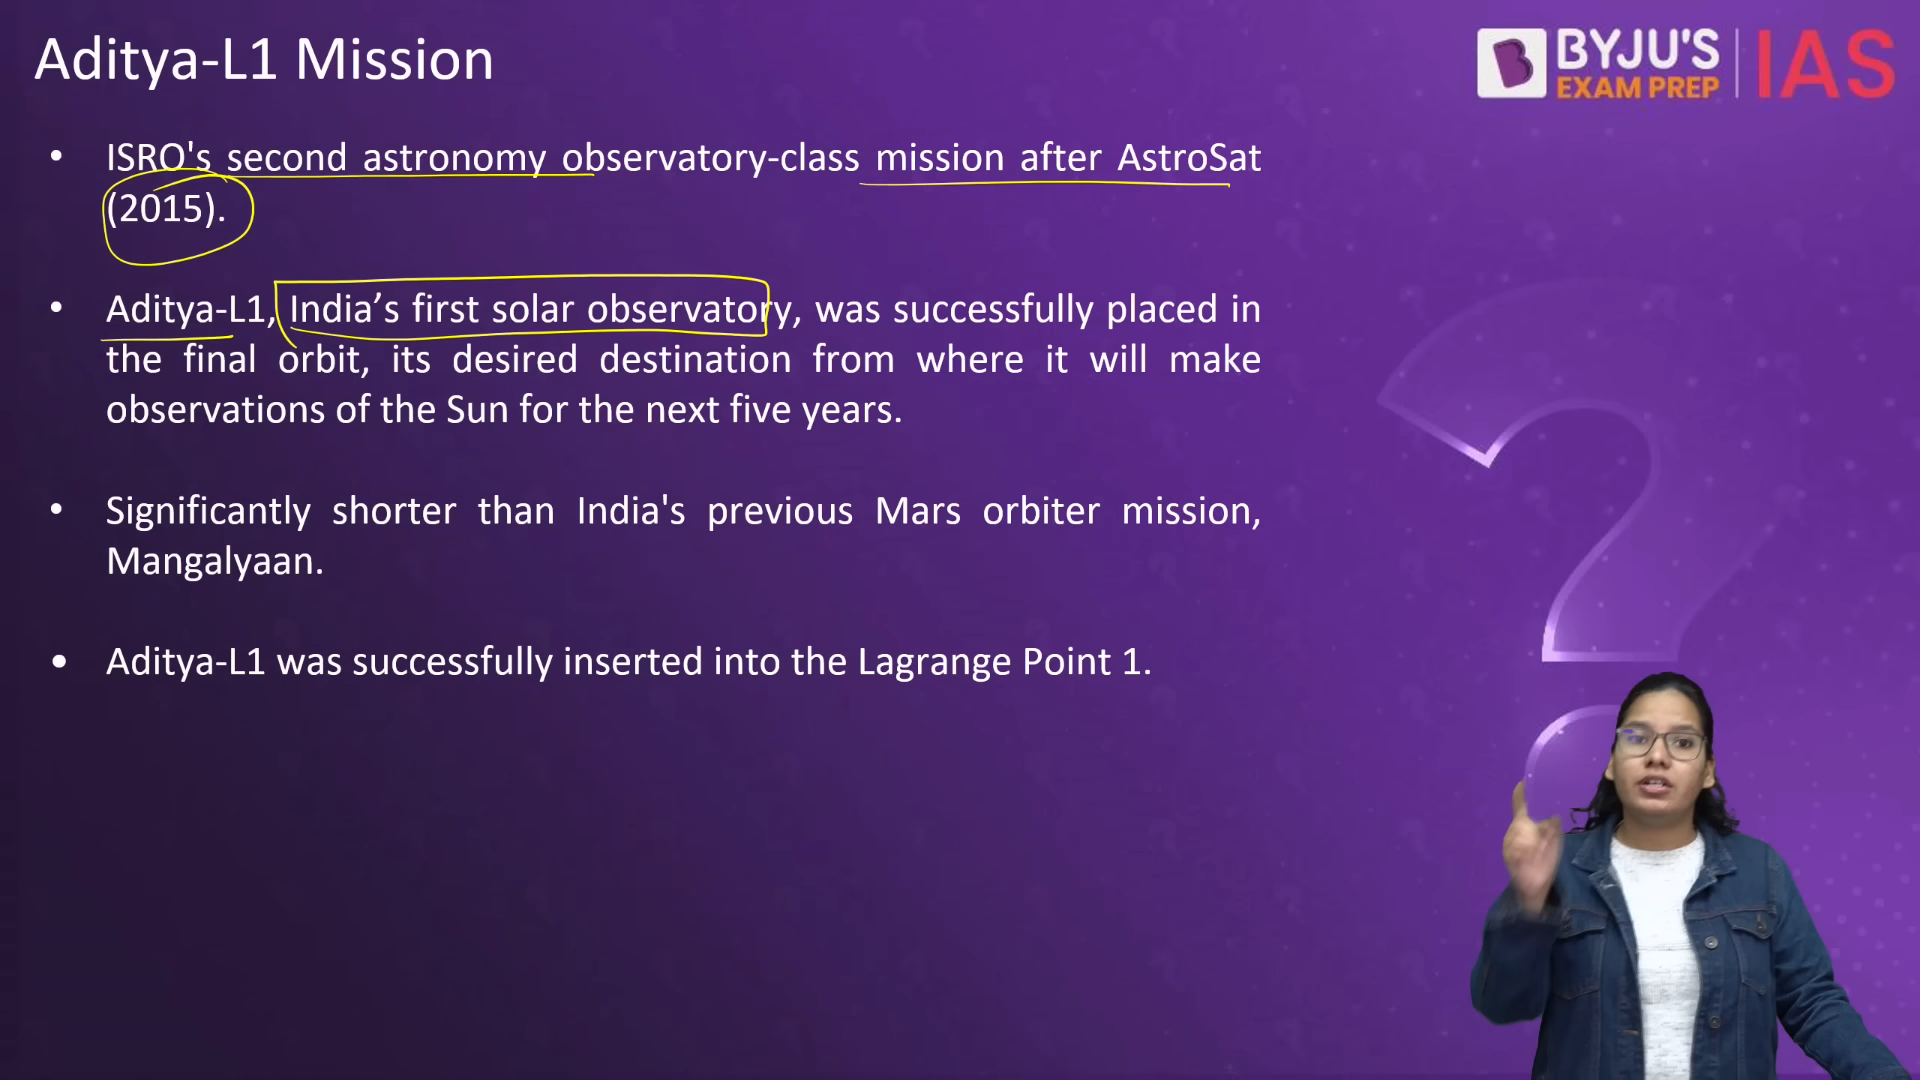 Aditya-L1 Mission
BYJU'S
EXAM PREP
IAS
• ISRO's second astronomy observatory-class mission after AstroSat
(2015).
• Aditya-L1, India’s first solar observatory, was successfully placed in
the final orbit, its desired destination from where it will make
observations of the Sun for the next five years.
• Significantly shorter than India's previous Mars orbiter mission,
Mangalyaan.
• Aditya-L1 was successfully inserted into the Lagrange Point 1.